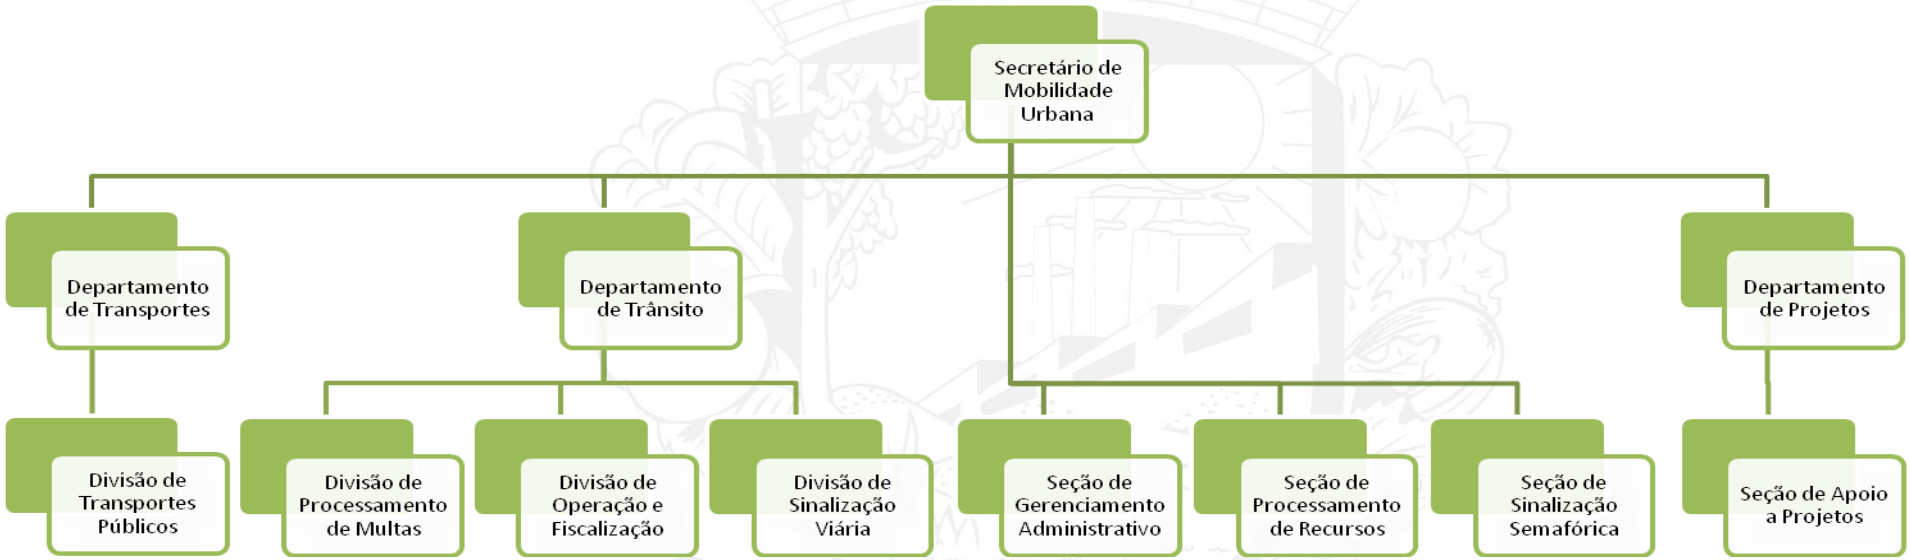 Secretário de
Mobilidade
Urbana
Departamento
de Transportes
Departamento
de Trânsito
Departamento
de Projetos
Divisão de
Transportes
Públicos
Divisão de
Processamento
de Multas
Divisão de
Operação e
Fiscalização
Divisão de
Sinalização
Viária
Seção de
Gerenciamento
Administrativo
Seção de
Processamento
de Recursos
Seção de
Sinalização
Semafórica
Seção de Apoio
a Projetos